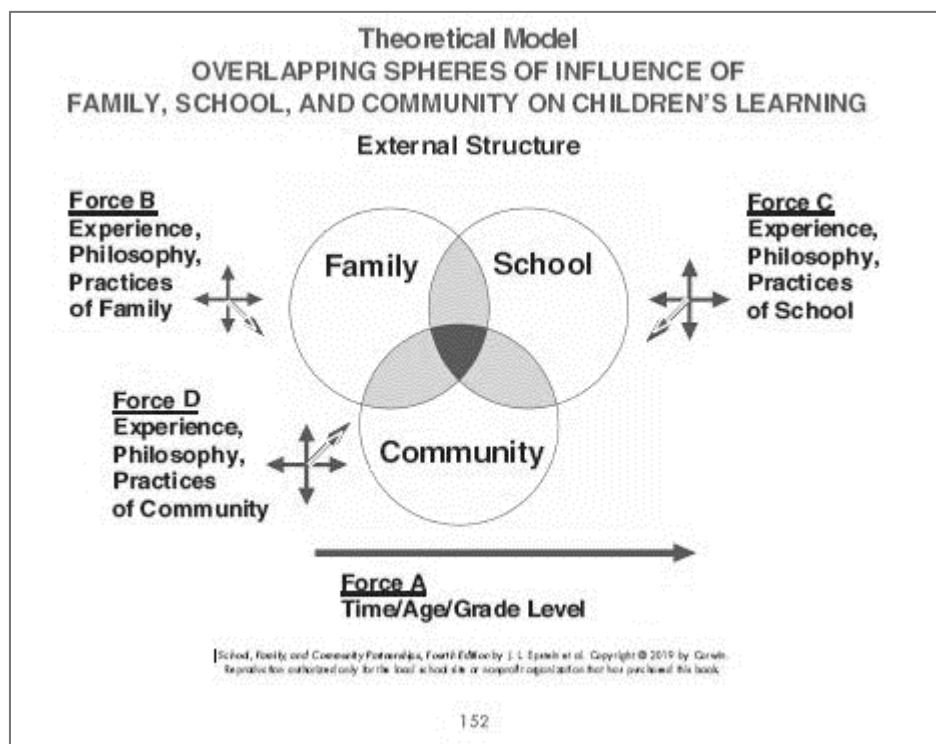 Theoretical Model
OVERLAPPING SPHERES OF INFLUENCE OF
FAMILY, SCHOOL, AND COMMUNITY ON CHILDREN'S LEARNING
External Structure
Force B
Experience,
Philosophy,
Practices
of Family
Family
School
Force C
Experience,
Philosophy,
Practices
of School
Force D
Experience,
Philosophy,
Practices
of Community
Community
Force A
Time/Age/Grade Level
School, Family, and Community Partnerships, Fourth Edition by J. L. Epstein et al. Copyright © 2019 by Corwin.
Reproduction authorized only for the local school site or nonprofit organization that has purchased this book.
152